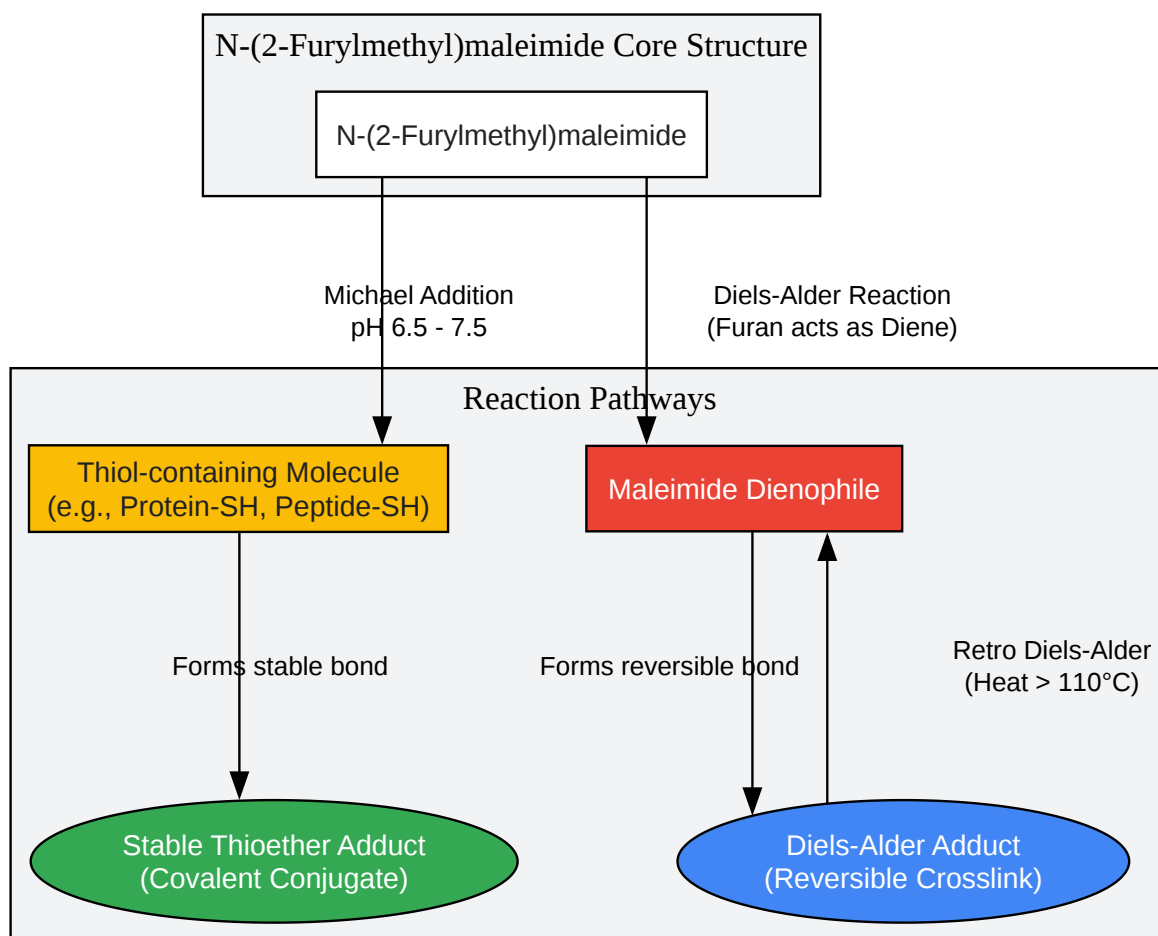 N-(2-Furylmethyl)maleimide Core Structure
N-(2-Furylmethyl)maleimide
Michael Addition
pH 6.5 - 7.5
Diels-Alder Reaction
(Furan acts as Diene)
Reaction Pathways
Thiol-containing Molecule
(e.g., Protein-SH, Peptide-SH)
Maleimide Dienophile
Forms stable bond
Forms reversible bond
Retro Diels-Alder
(Heat > 110°C)
Stable Thioether Adduct
(Covalent Conjugate)
Diels-Alder Adduct
(Reversible Crosslink)